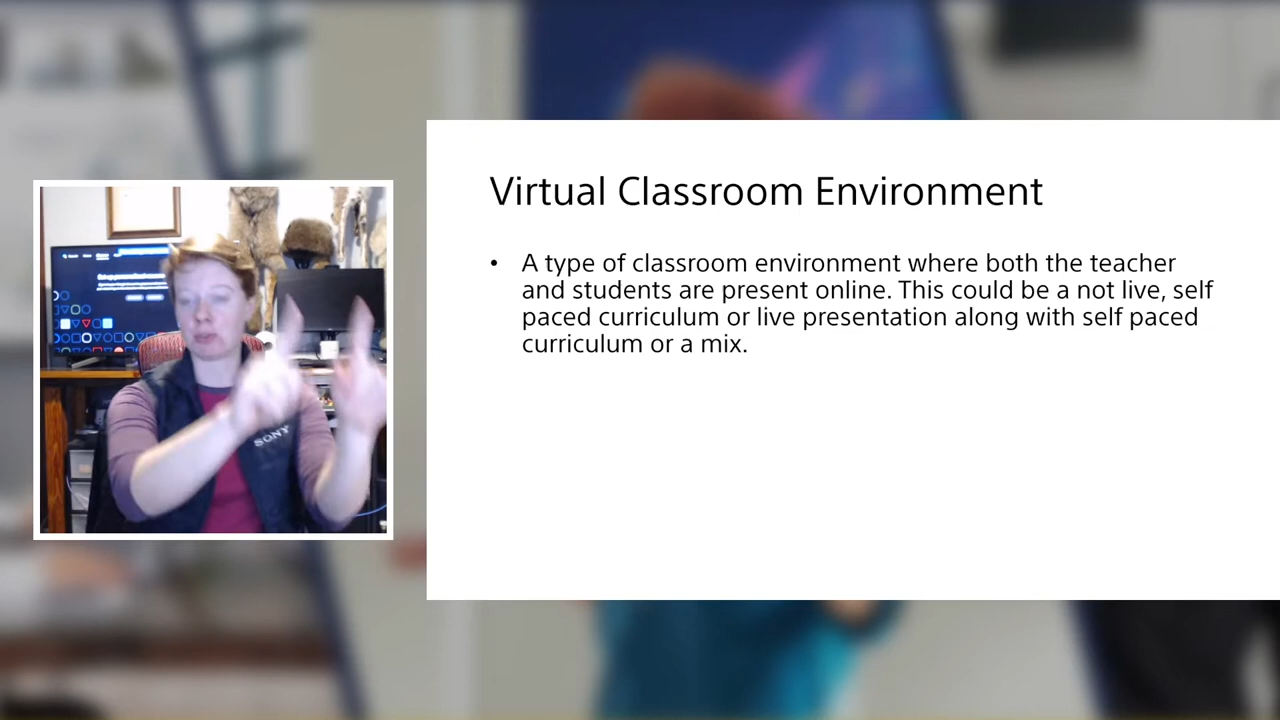 Virtual Classroom Environment
• A type of classroom environment where both the teacher
and students are present online. This could be a not live, self
paced curriculum or live presentation along with self paced
curriculum or a mix.
SONY